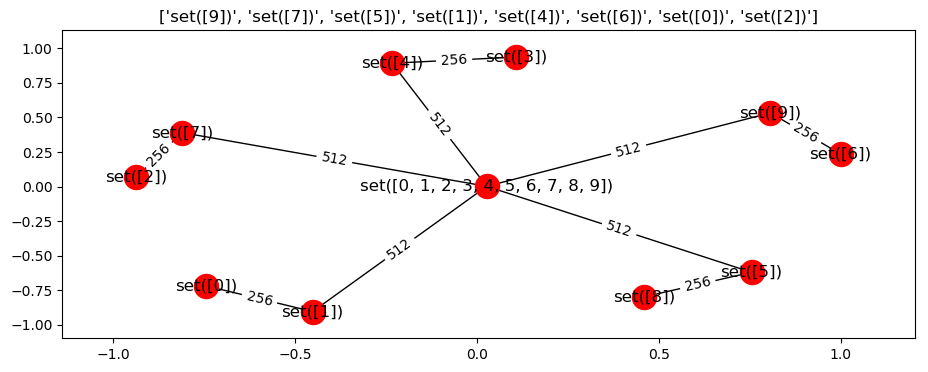 ['set([9])', 'set([7])', 'set([5])', 'set([1])', 'set([4])', 'set([6])', 'set([0])', 'set([2])']
1.00
0.75
0.50
0.25
0.00
−0.25
−0.50
−0.75
−1.00
set([4])
256
set([3])
512
set([9])
256
set([6])
512
set([7])
256
set([2])
512
set([0, 1, 2, 3, 4, 5, 6, 7, 8, 9])
512
512
set([5])
256
set([8])
set([0])
256
set([1])
−1.0
−0.5
0.0
0.5
1.0